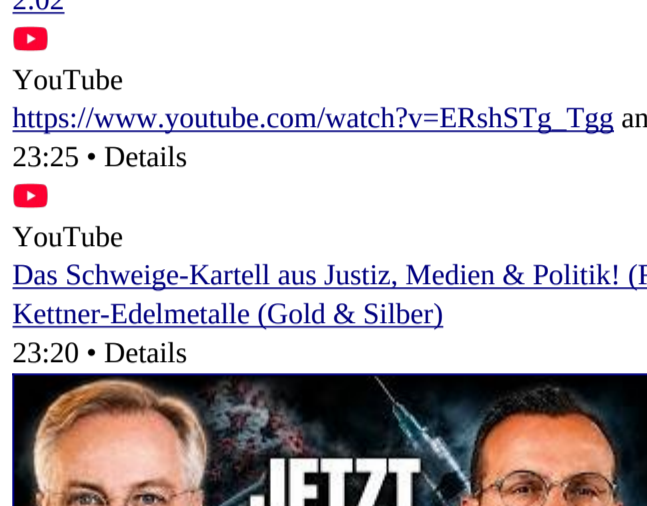 2.02
YouTube
https://www.youtube.com/watch?v=ERshSTg_Tgg an
23:25 • Details
YouTube
Das Schweige-Kartell aus Justiz, Medien & Politik! (
Kettner-Edelmetalle (Gold & Silber)
23:20 • Details
JETZT